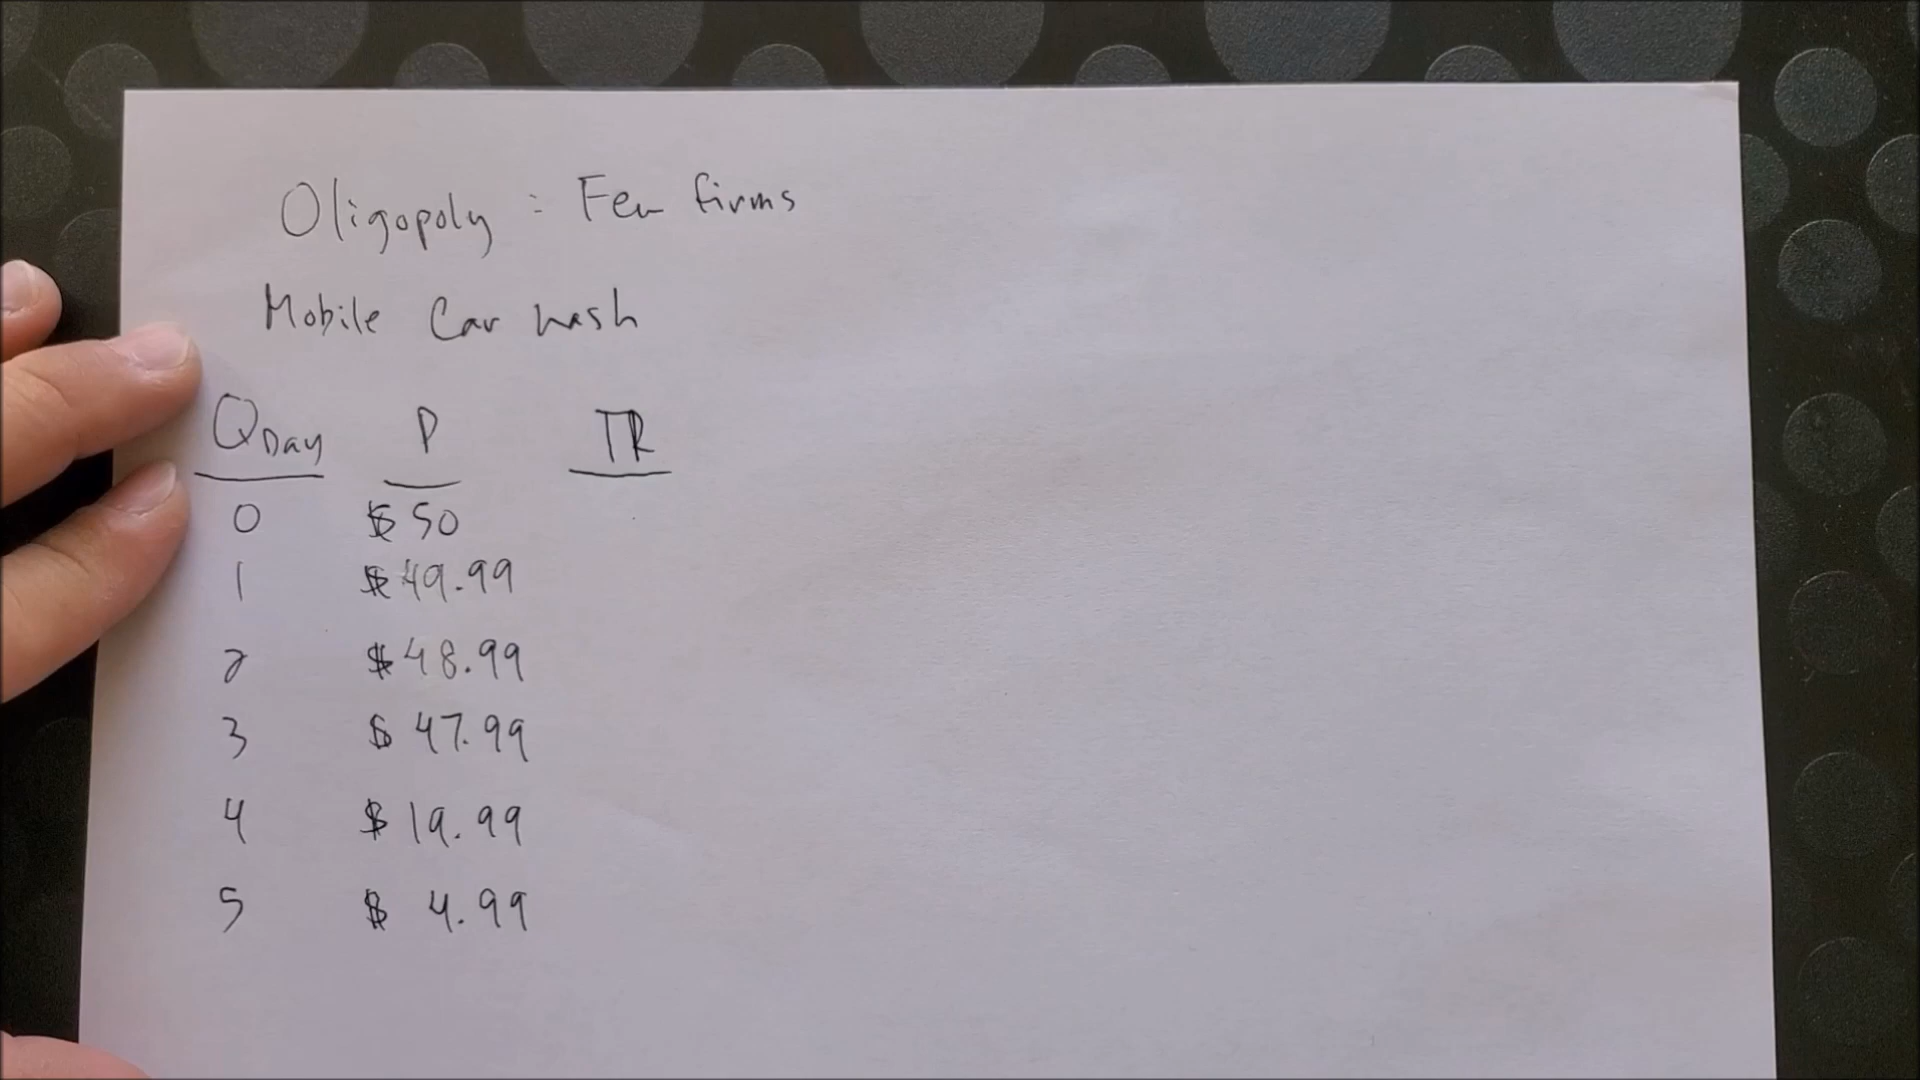 Oligopoly = Few firms
Mobile Car wash
QDay P TR
0 $50
1 $49.99
2 $48.99
3 $47.99
4 $19.99
5 $4.99